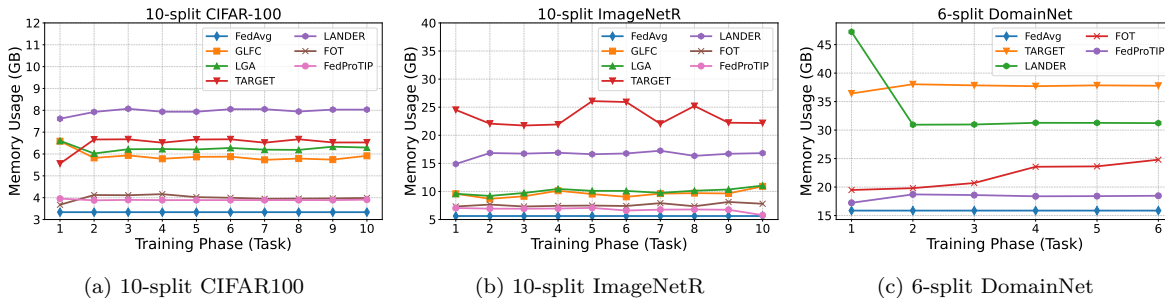 10-split CIFAR-100
Memory Usage (GB)
12
11
10
9
8
7
6
5
4
3
1 2 3 4 5 6 7 8 9 10
Training Phase (Task)
FedAvg
GLFC
LGA
TARGET
LANDER
FOT
FedProTIP
(a) 10-split CIFAR100
10-split ImageNetR
Memory Usage (GB)
40
35
30
25
20
15
10
5
1 2 3 4 5 6 7 8 9 10
Training Phase (Task)
FedAvg
GLFC
LGA
TARGET
LANDER
FOT
FedProTIP
(b) 10-split ImageNetR
6-split DomainNet
Memory Usage (GB)
45
40
35
30
25
20
15
1 2 3 4 5 6
Training Phase (Task)
FedAvg
TARGET
LANDER
FOT
FedProTIP
(c) 6-split DomainNet